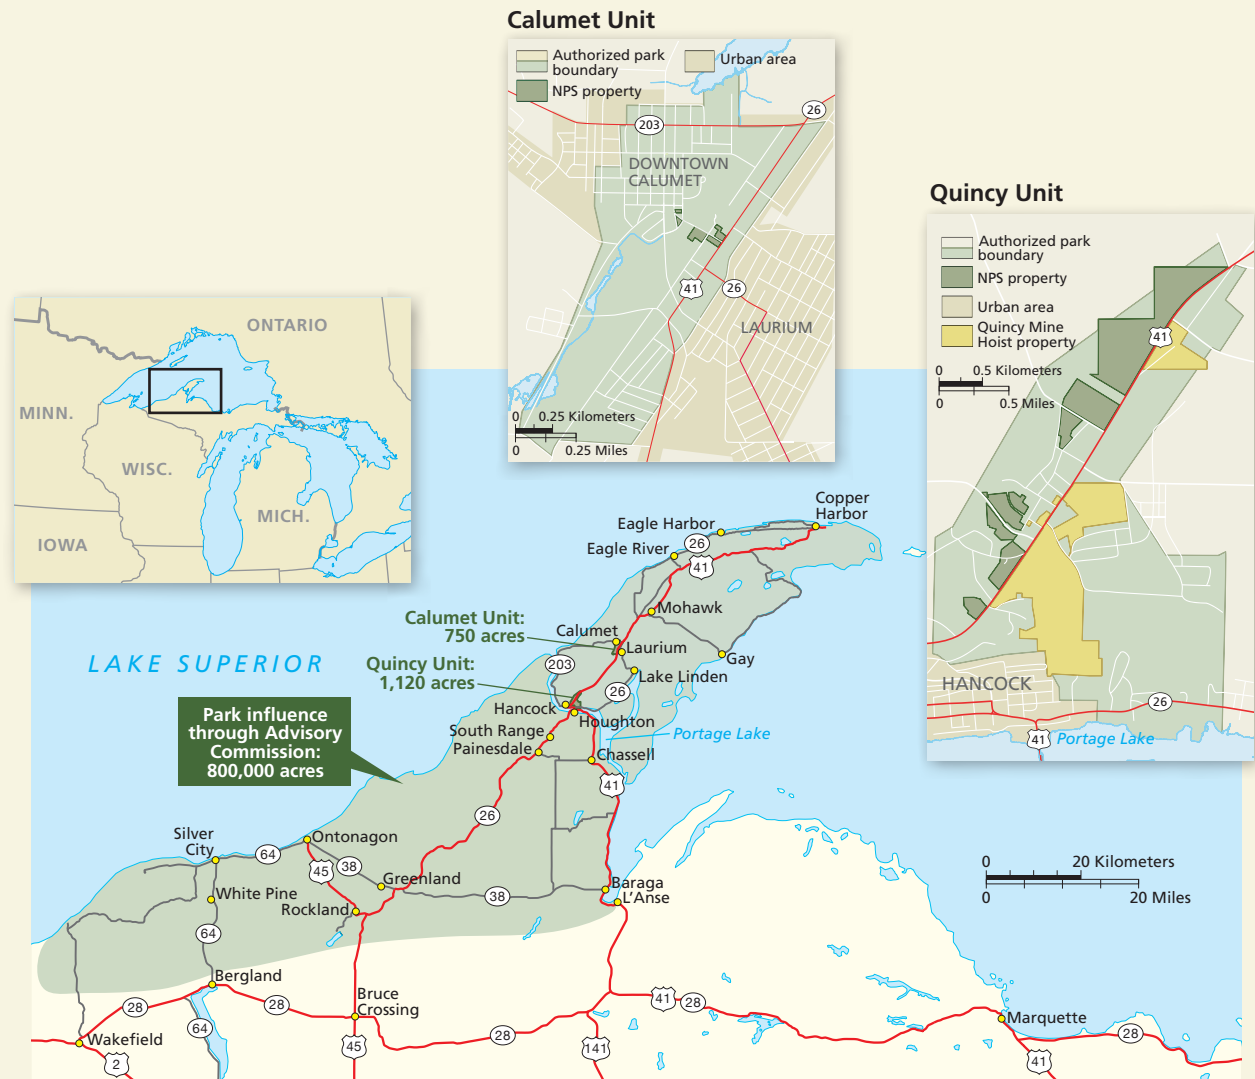 Calumet Unit
Authorized park
boundary
Urban area
NPS property
26
203
DOWNTOWN
CALUMET
41
26
LAURIUM
0 0.25 Kilometers
0 0.25 Miles
Quincy Unit
Authorized park
boundary
NPS property
Urban area
Quincy Mine
Hoist property
41
0 0.5 Kilometers
0 0.5 Miles
HANCOCK
26
41
Portage Lake
ONTARIO
MINN.
WISC.
MICH.
IOWA
Copper
Harbor
Eagle Harbor
26
Eagle River
41
Mohawk
Calumet Unit:
750 acres
Calumet
Laurium
Gay
LAKE SUPERIOR
Quincy Unit:
1,120 acres
203
Lake Linden
26
Hancock
Houghton
Park influence
through Advisory
Commission:
800,000 acres
South Range
Portage Lake
Painesdale
Chassell
41
26
Silver
City
Ontonagon
64
38
45
Greenland
20 Kilometers
0
0
20 Miles
White Pine
38
Baraga
L'Anse
Rockland
64
Bergland
28
28
Bruce
Crossing
41
28
Marquette
64
28
28
Wakefield
45
141
2
41